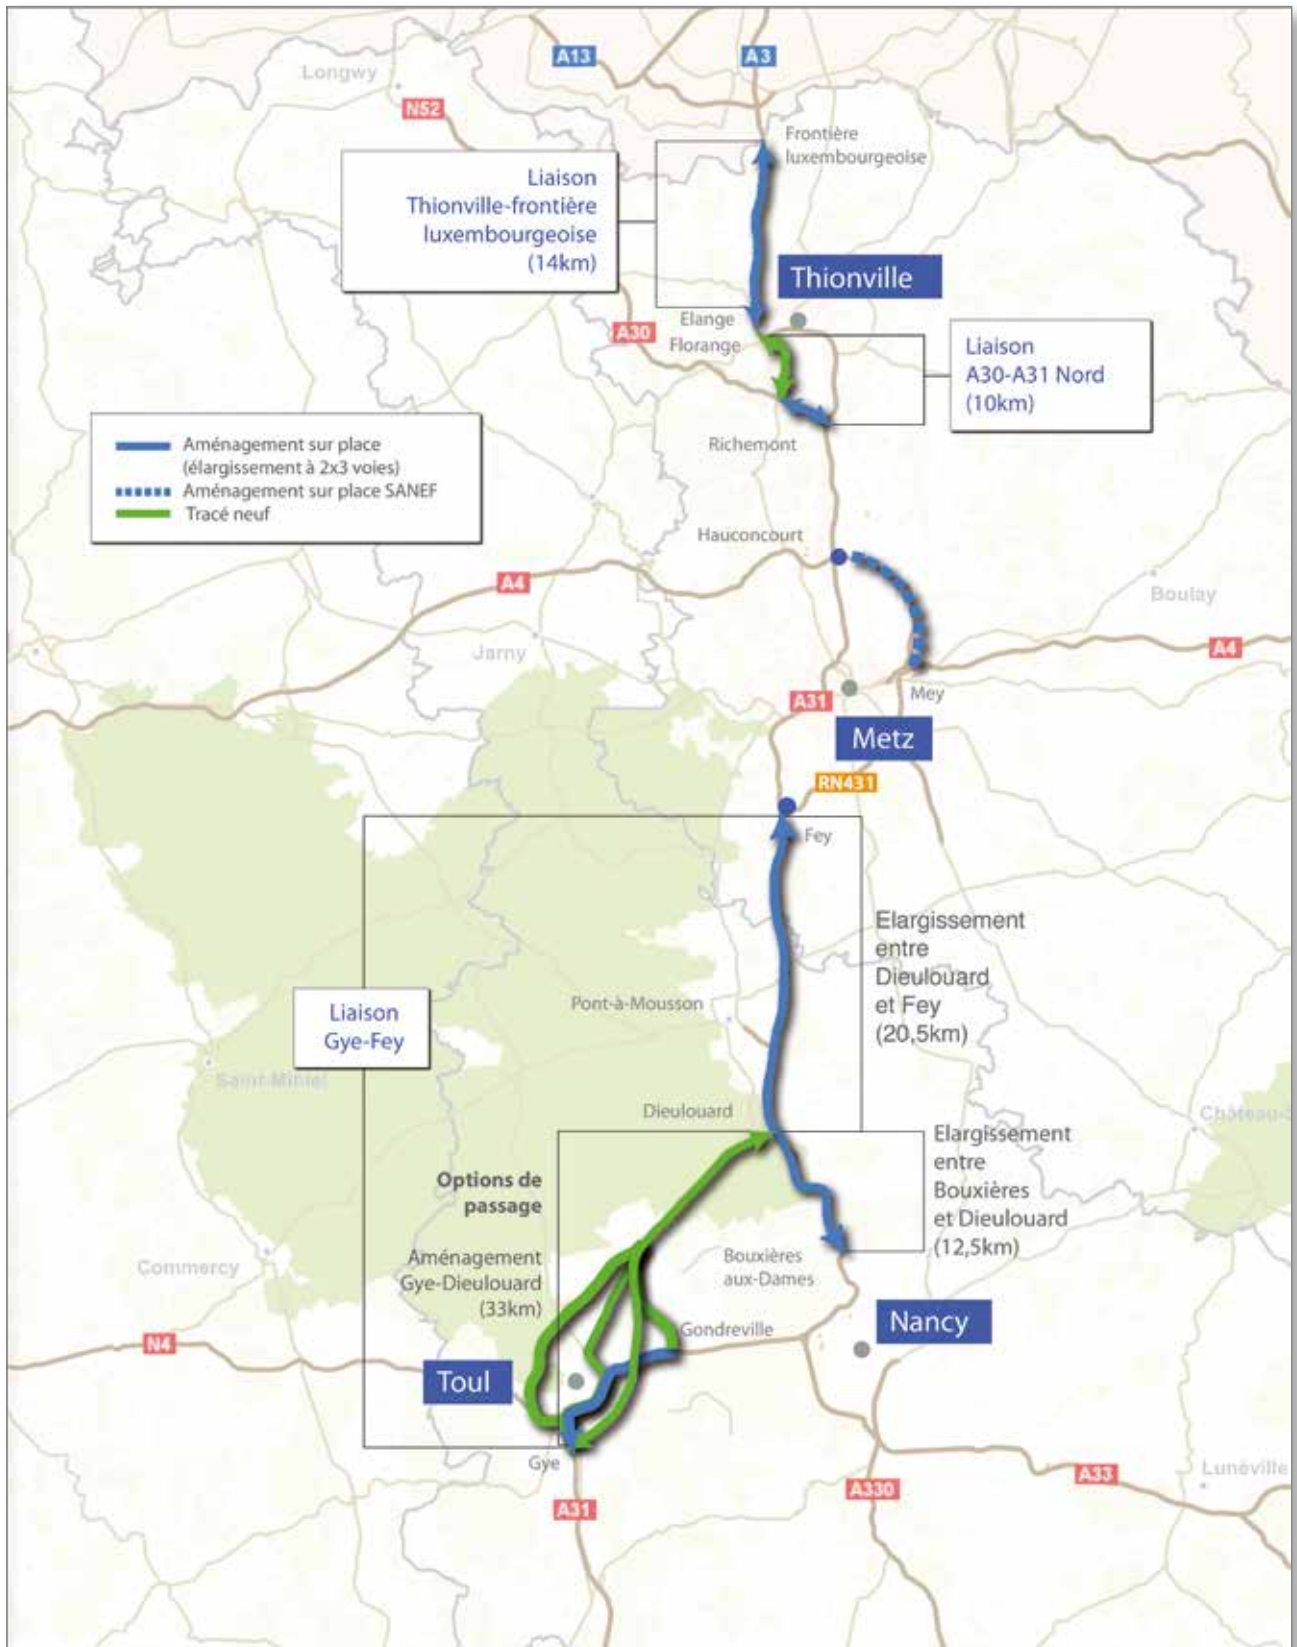 A13
A3
Longwy
N52
Frontière
luxembourgeoise
Liaison
Thionville-frontière
luxembourgeoise
(14km)
Thionville
Elange
Florange
A30
Liaison
A30-A31 Nord
(10km)
Richemont
Aménagement sur place
(élargissement à 2x3 voies)
Aménagement sur place SANEF
Tracé neuf
Hauconcourt
A4
Boulay
Jarny
A4
Mey
A31
Metz
RN431
Fey
Elargissement
entre
Dieulouard
et Fey
(20,5km)
Pont-à-Mousson
Liaison
Gye-Fey
Saint-Mihiel
Dieulouard
Elargissement
entre
Bouxières
et Dieulouard
(12,5km)
Options de
passage
Aménagement
Gye-Dieulouard
(33km)
Bouxières
aux-Dames
Commercy
Gondreville
Nancy
N4
Toul
Gye
A31
A330
A33
Lunéville